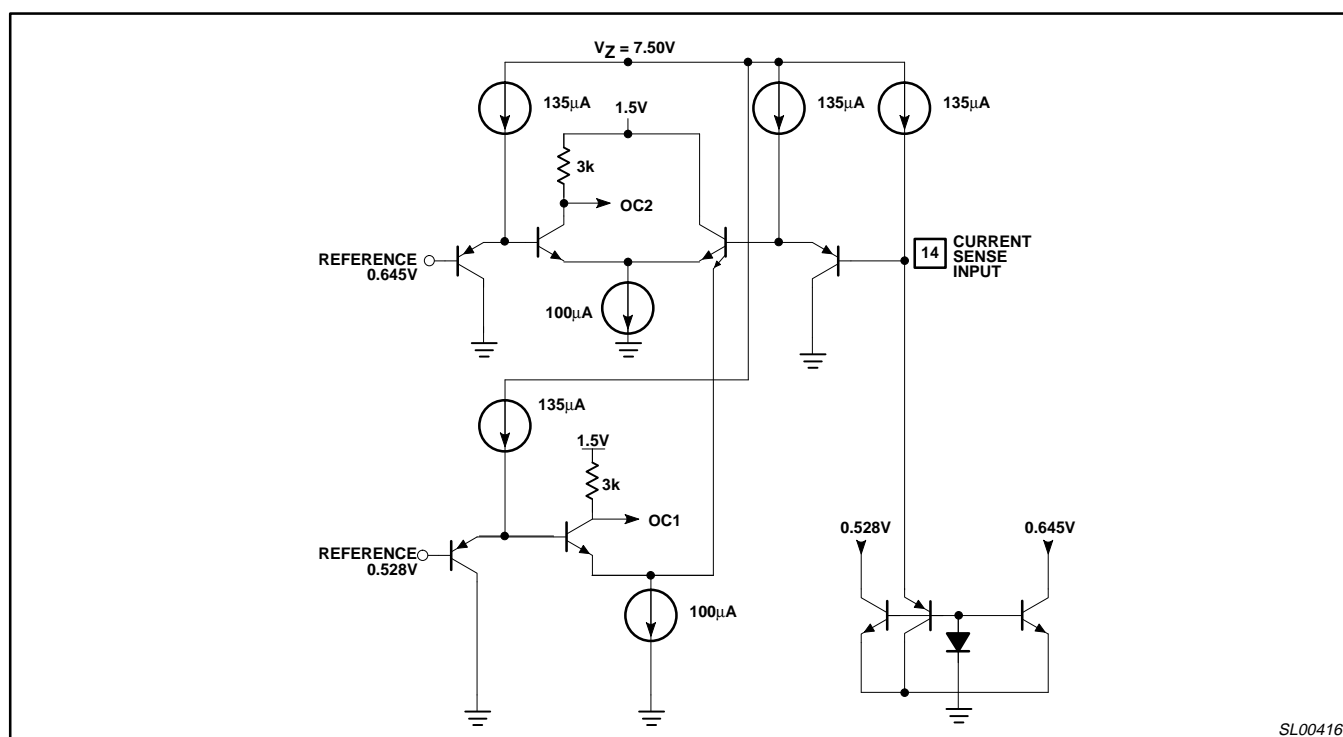 VZ = 7.50V
135µA
135µA
135µA
1.5V
3k
OC2
REFERENCE
0.645V
14
CURRENT
SENSE
INPUT
100µA
135µA
1.5V
3k
OC1
REFERENCE
0.528V
0.528V
0.645V
100µA
SL00416